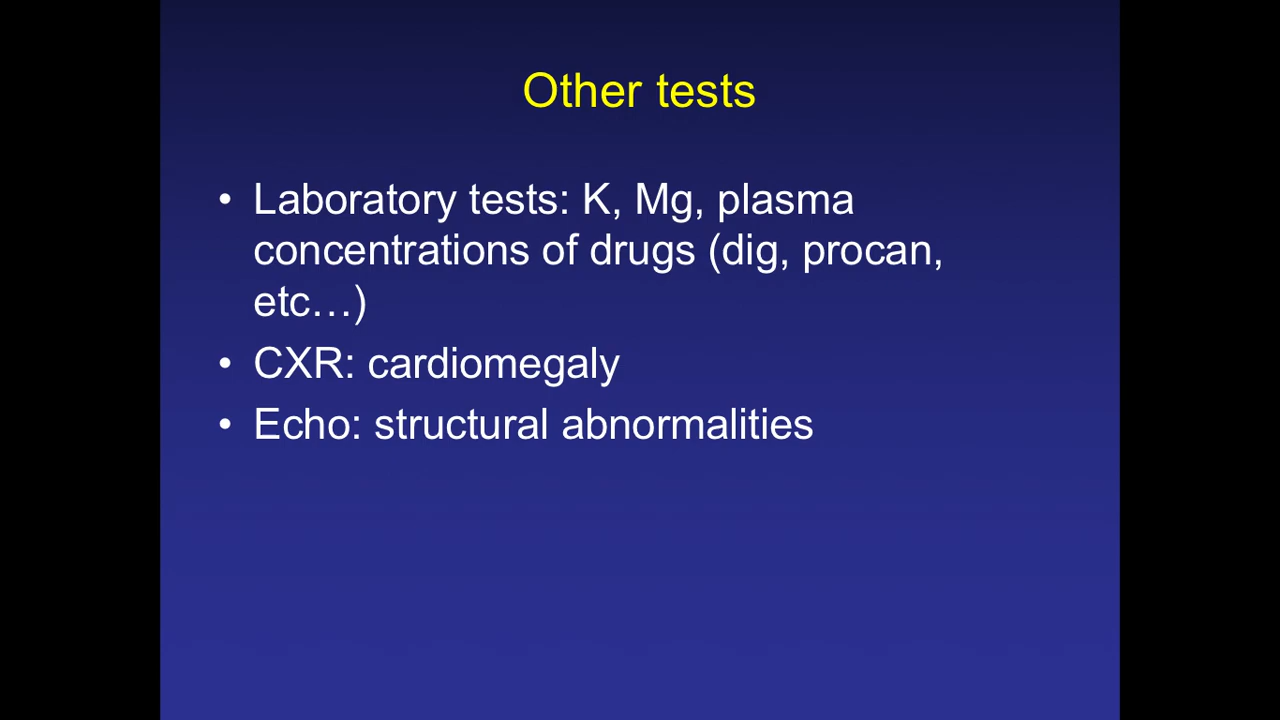 Other tests
• Laboratory tests: K, Mg, plasma
concentrations of drugs (dig, procan,
etc…)
• CXR: cardiomegaly
• Echo: structural abnormalities